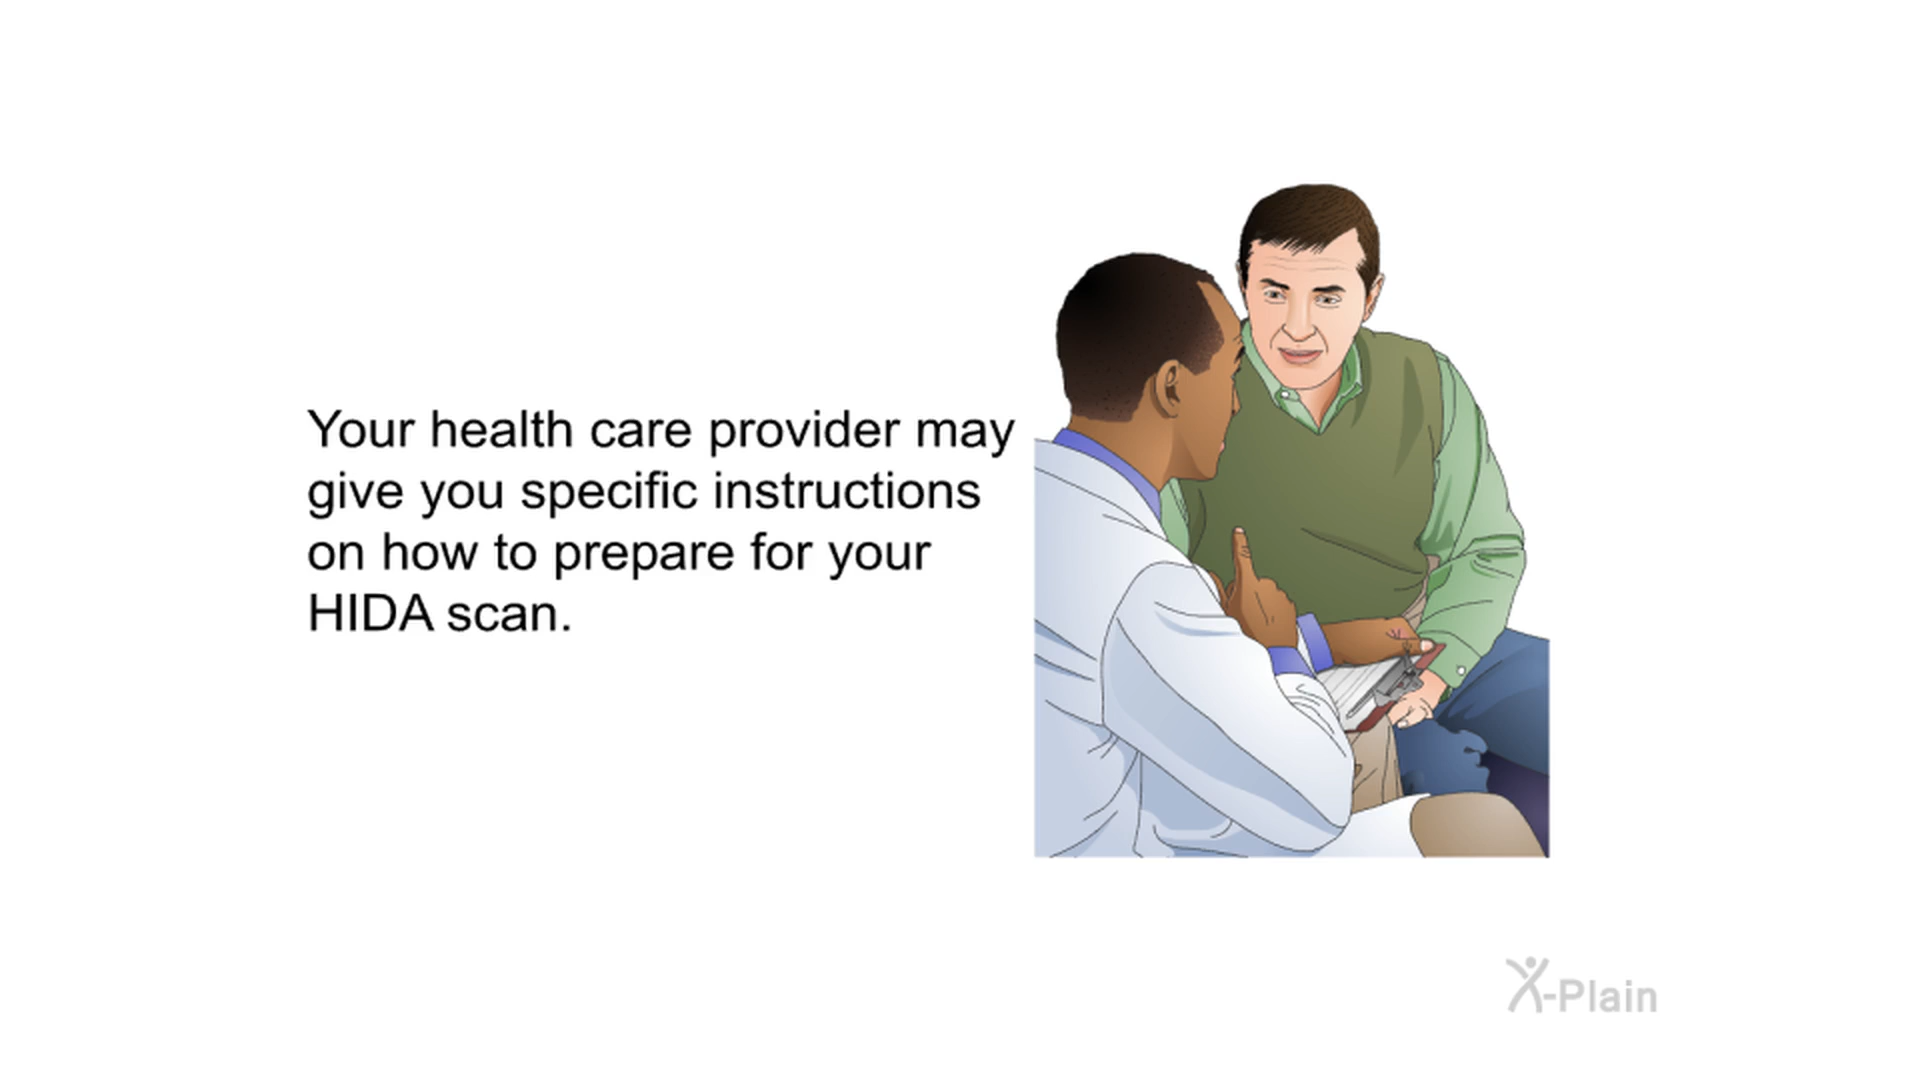 Your health care provider may
give you specific instructions
on how to prepare for your
HIDA scan.
X-Plain